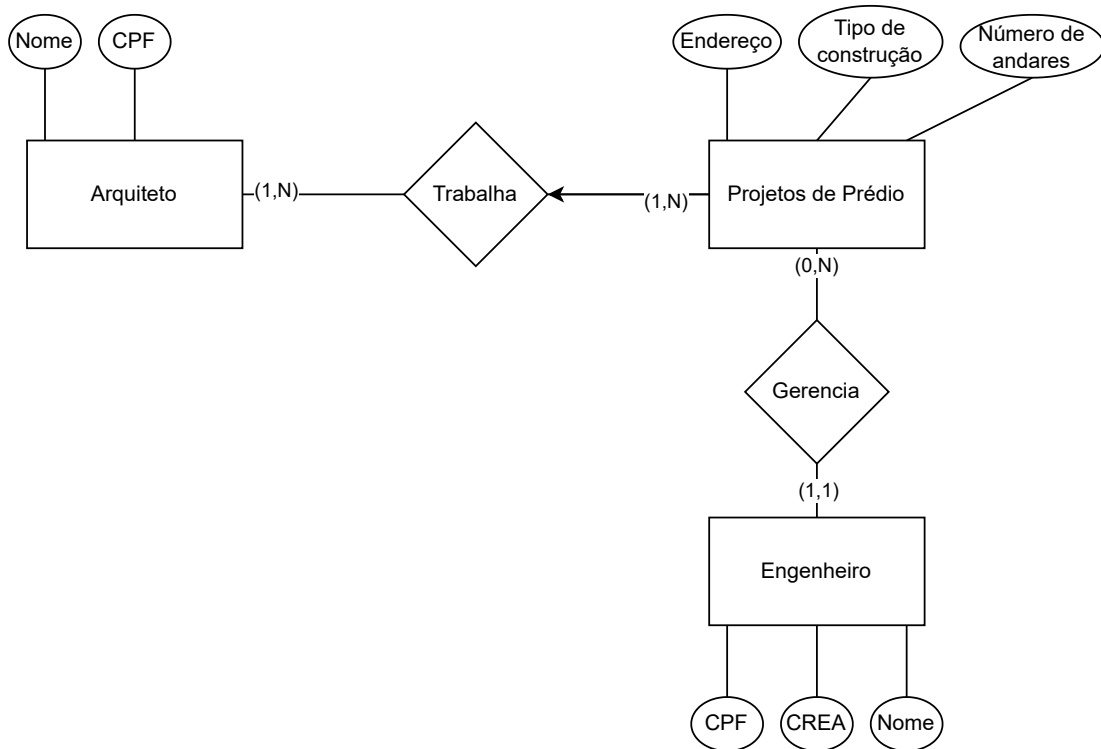 Nome
CPF
Endereço
Tipo de
construção
Número de
andares
Arquiteto
(1,N)
Trabalha
(1,N)
Projetos de Prédio
(0,N)
Gerencia
(1,1)
Engenheiro
CPF
CREA
Nome